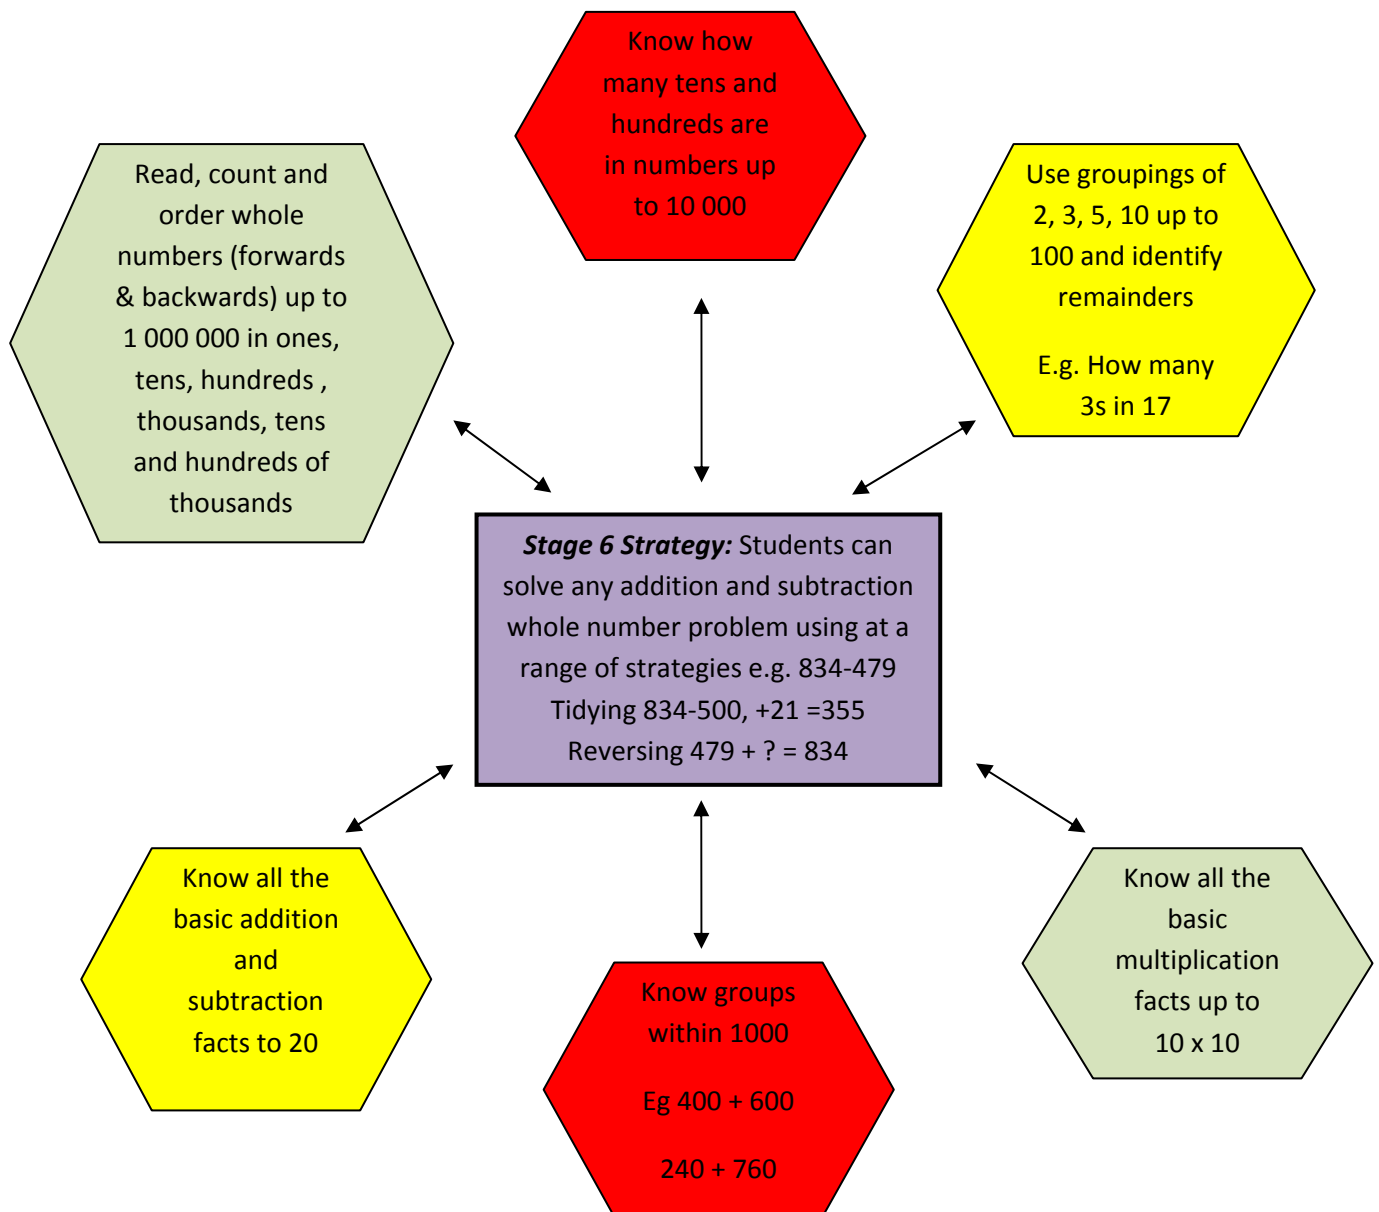 Know how
many tens and
hundreds are
in numbers up
to 10 000
Read, count and
order whole
numbers (forwards
& backwards) up to
1 000 000 in ones,
tens, hundreds ,
thousands, tens
and hundreds of
thousands
Use groupings of
2, 3, 5, 10 up to
100 and identify
remainders
E.g. How many
3s in 17
Stage 6 Strategy: Students can
solve any addition and subtraction
whole number problem using at a
range of strategies e.g. 834-479
Tidying 834-500, +21 =355
Reversing 479 + ? = 834
Know all the
basic addition
and
subtraction
facts to 20
Know groups
within 1000
Eg 400 + 600
240 + 760
Know all the
basic
multiplication
facts up to
10 x 10